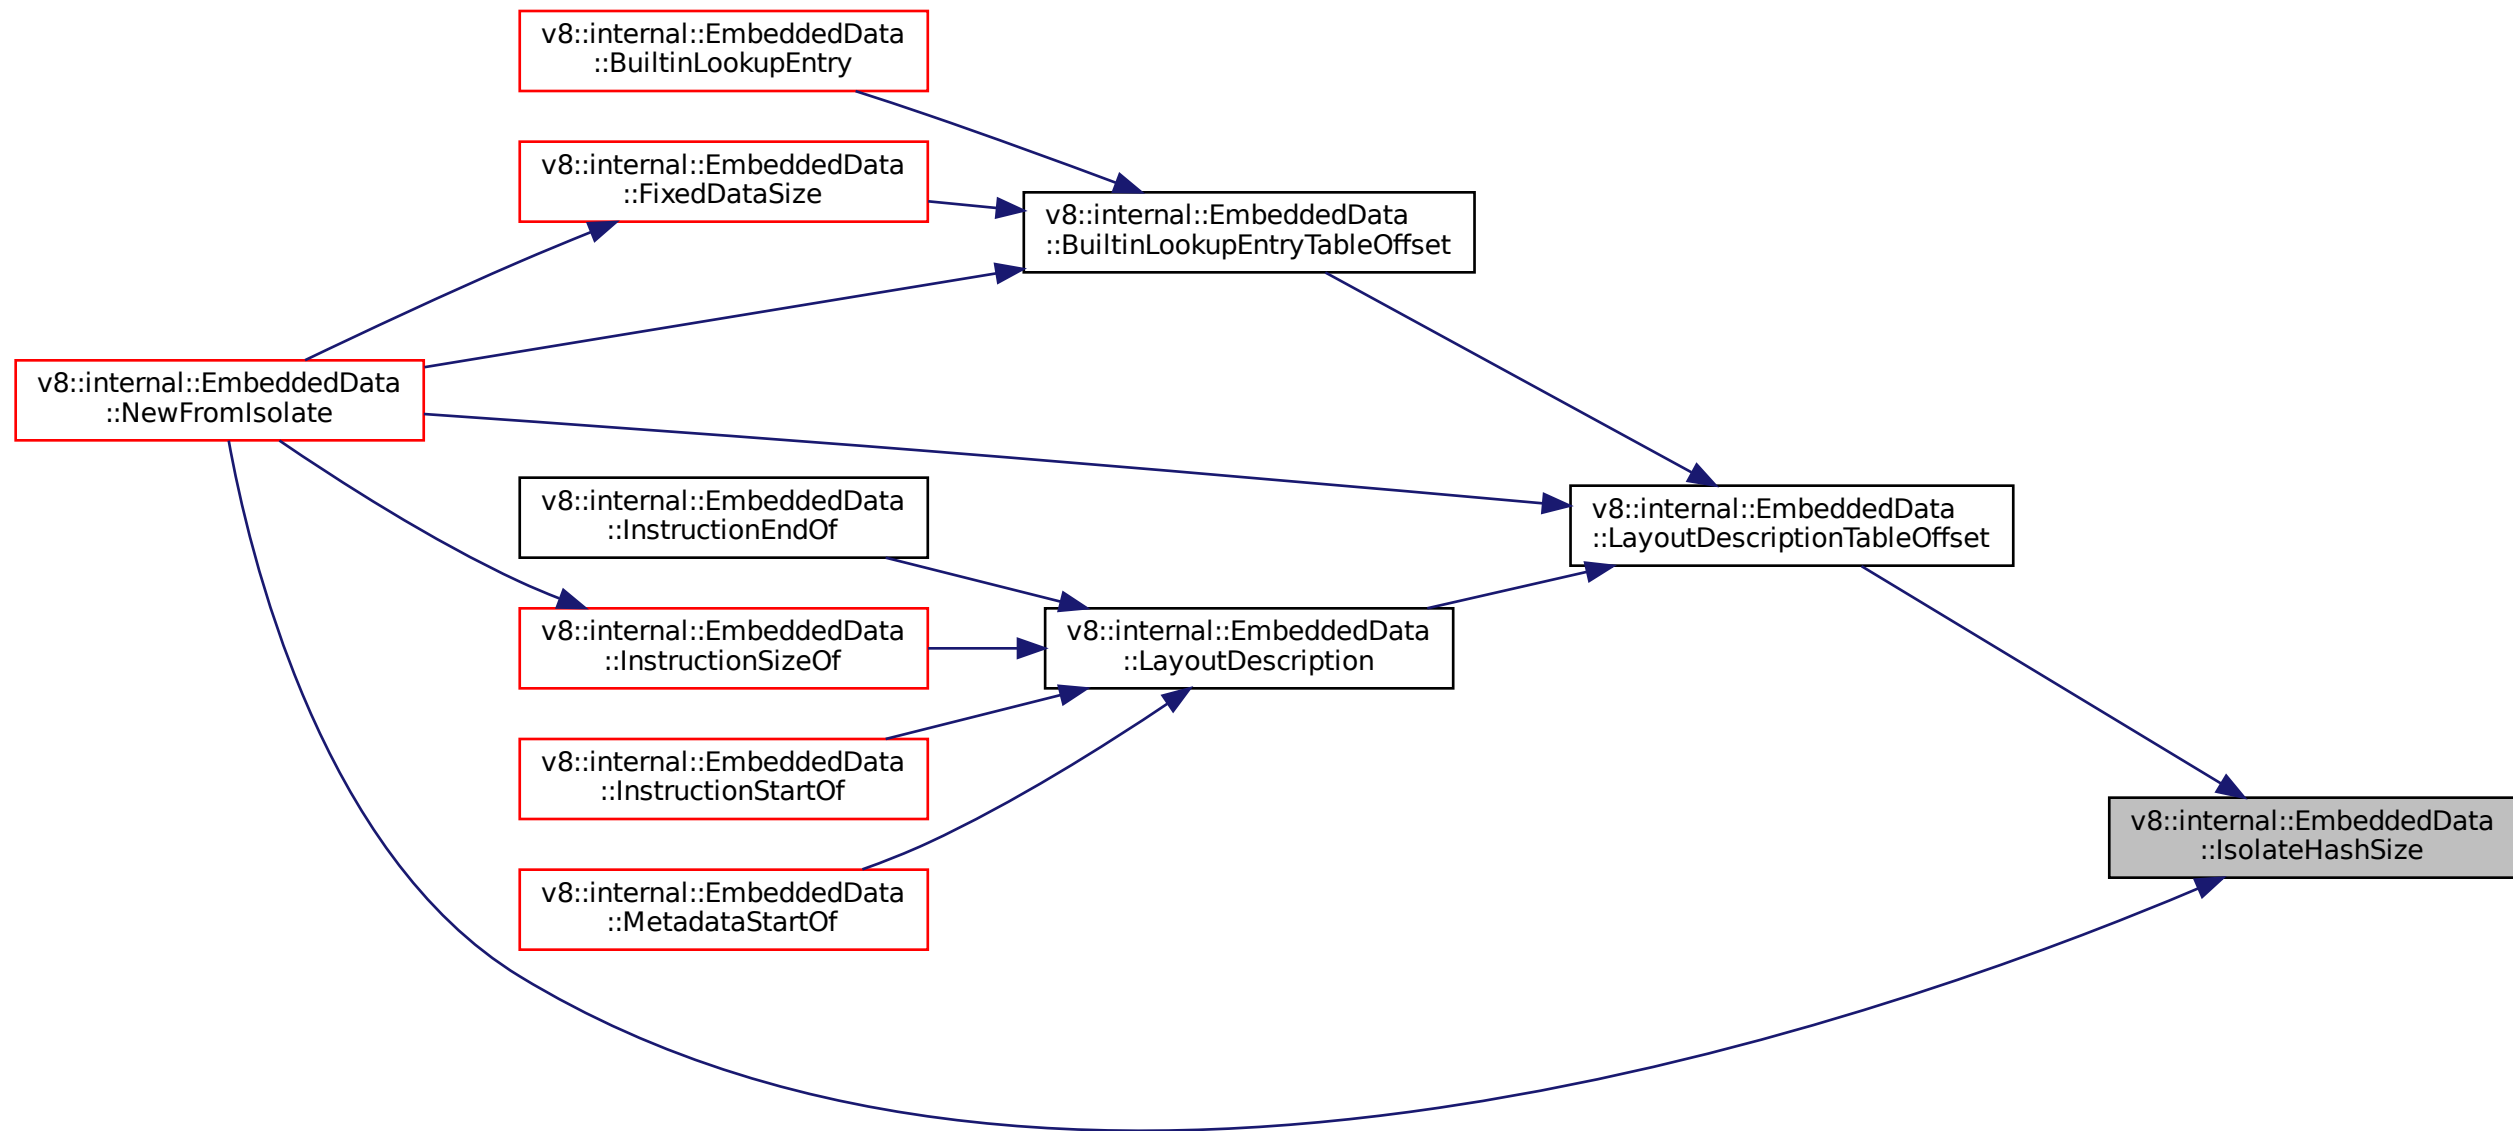 v8::internal::EmbeddedData
::BuiltinLookupEntry
v8::internal::EmbeddedData
::FixedDataSize
v8::internal::EmbeddedData
::BuiltinLookupEntryTableOffset
v8::internal::EmbeddedData
::NewFromIsolate
v8::internal::EmbeddedData
::InstructionEndOf
v8::internal::EmbeddedData
::LayoutDescriptionTableOffset
v8::internal::EmbeddedData
::InstructionSizeOf
v8::internal::EmbeddedData
::LayoutDescription
v8::internal::EmbeddedData
::InstructionStartOf
v8::internal::EmbeddedData
::IsolateHashSize
v8::internal::EmbeddedData
::MetadataStartOf